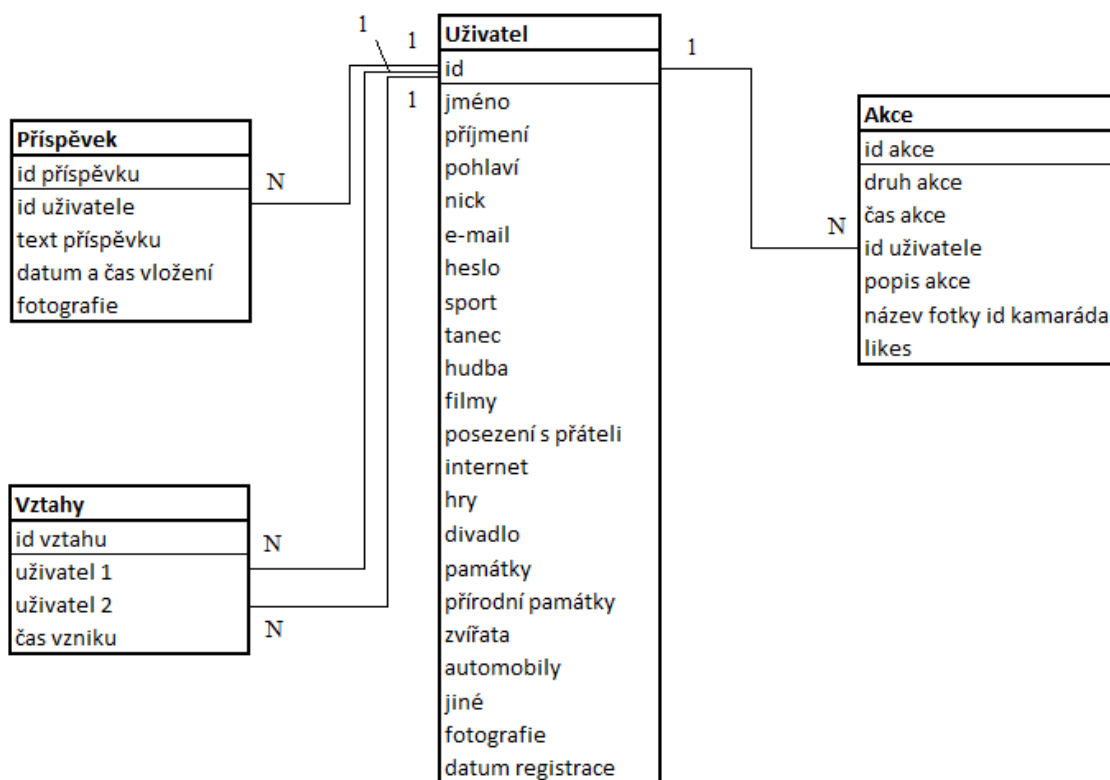 Uživatel
id
jméno
příjmení
pohlaví
nick
e-mail
heslo
sport
tanec
hudba
filmy
posezení s přáteli
internet
hry
divadlo
památky
přírodní památky
zvířata
automobily
jiné
fotografie
datum registrace
Příspěvek
id příspěvku
id uživatele
text příspěvku
datum a čas vložení
fotografie
Vztahy
id vztahu
uživatel 1
uživatel 2
čas vzniku
Akce
id akce
druh akce
čas akce
id uživatele
popis akce
název fotky id kamaráda
likes
1
1
1
1
N
N
N
N